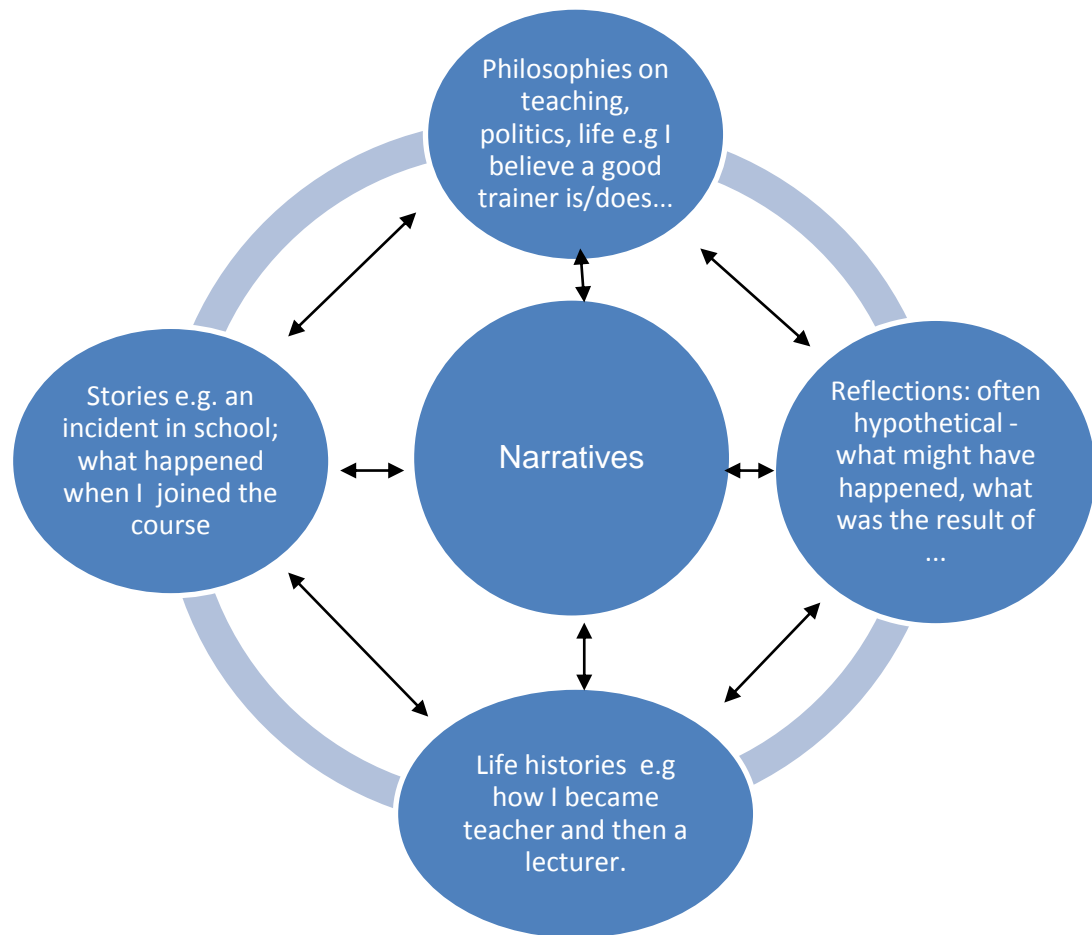 Philosophies on
teaching,
politics, life e.g I
believe a good
trainer is/does...
Stories e.g. an
incident in school;
what happened
when I  joined the
course
Narratives
Reflections: often
hypothetical -
what might have
happened, what
was the result of
...
Life histories  e.g
how I became
teacher and then a
lecturer.